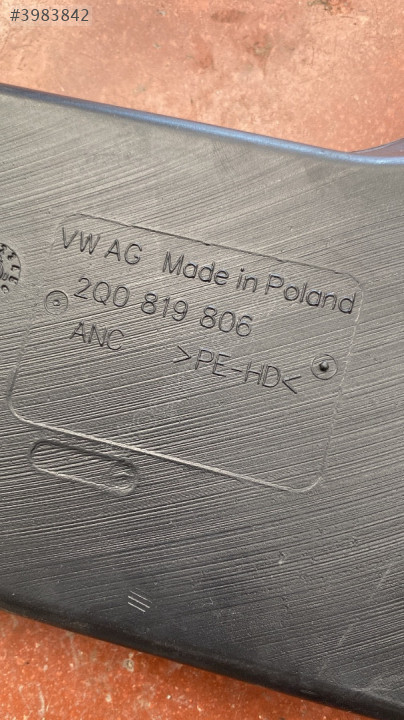 #3983842
VW AG Made in Poland
2Q0 819 806
ANC >PE-HD<